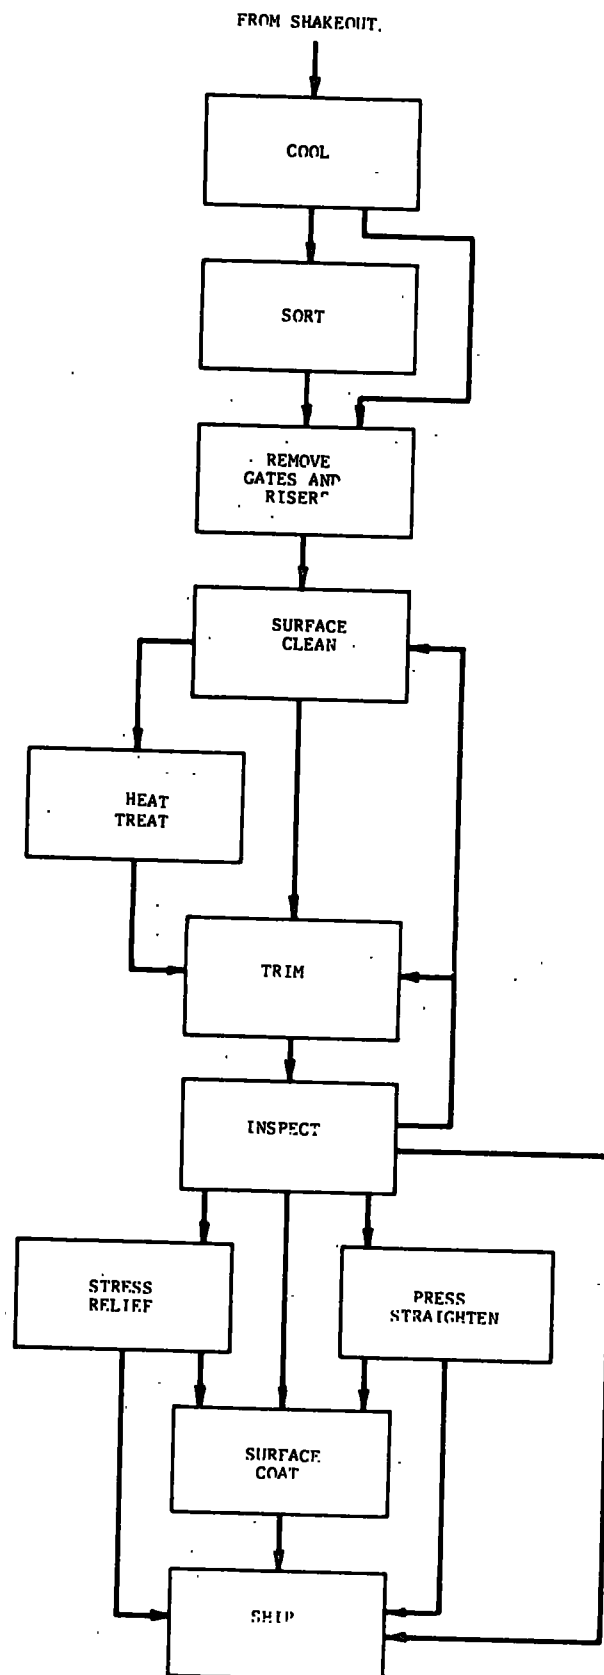 FROM SHAKEOUT.
COOL
SORT
REMOVE
GATES AND
RISERS
SURFACE
CLEAN
HEAT
TREAT
TRIM
INSPECT
STRESS
RELIEF
PRESS
STRAIGHTEN
SURFACE
COAT
SHIP